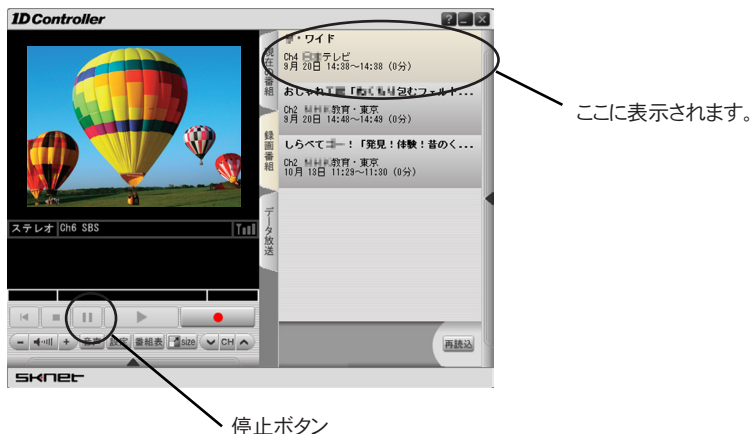 1D Controller
?
・ワイド
Ch4 テレビ
9月 20日 14:38～14:38 (0分)
おしゃれ 包むフェルト...
Ch2 教育・東京
9月 20日 14:48～14:49 (0分)
しらべて ー！「発見！体験！昔のく...
Ch2 教育・東京
10月 13日 11:29～11:30 (0分)
現在の番組
録画番組
データ放送
ここに表示されます。
ステレオ Ch6 SBS
音声 設定 番組表 size CH
再読込
SKNET
停止ボタン